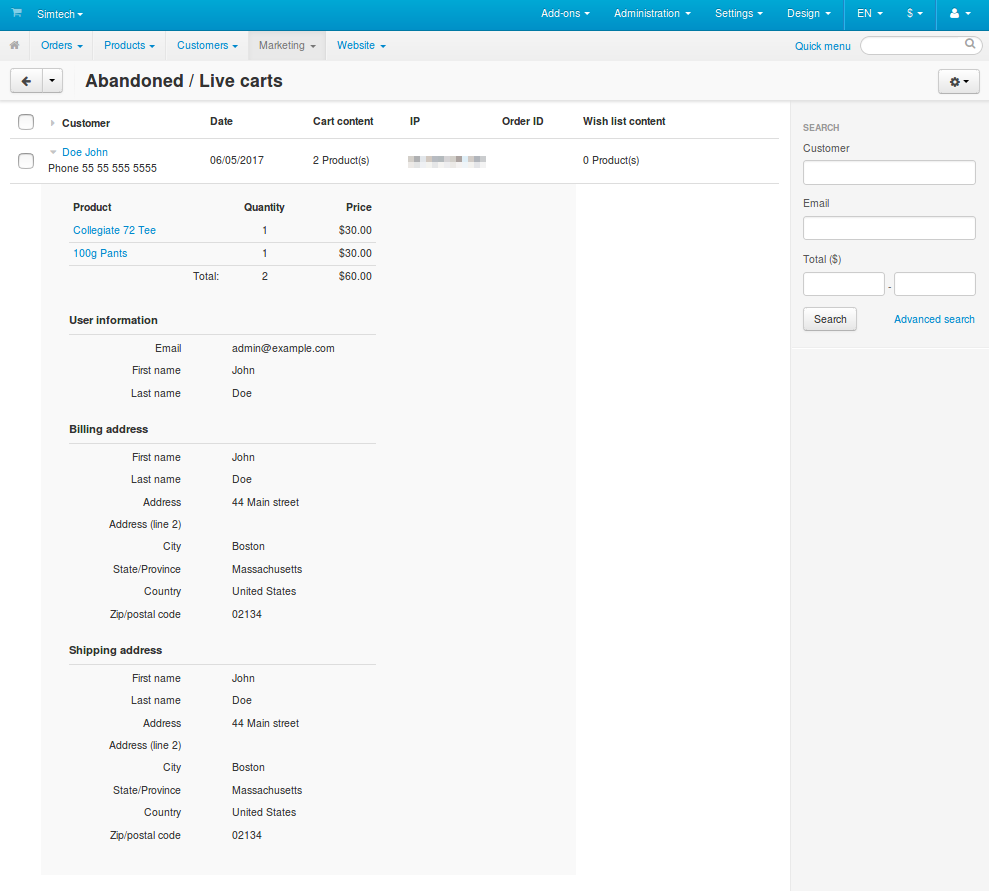 Simtech Add-ons Administration Settings Design EN $
Orders Products Customers Marketing Website Quick menu
Abandoned / Live carts
Customer Date Cart content IP Order ID Wish list content
Doe John 06/05/2017 2 Product(s) 0 Product(s)
Phone 55 55 555 5555
Product Quantity Price
Collegiate 72 Tee 1 $30.00
100g Pants 1 $30.00
Total: 2 $60.00
User information
Email admin@example.com
First name John
Last name Doe
Billing address
First name John
Last name Doe
Address 44 Main street
Address (line 2)
City Boston
State/Province Massachusetts
Country United States
Zip/postal code 02134
Shipping address
First name John
Last name Doe
Address 44 Main street
Address (line 2)
City Boston
State/Province Massachusetts
Country United States
Zip/postal code 02134
SEARCH
Customer
Email
Total ($)
-
Search Advanced search